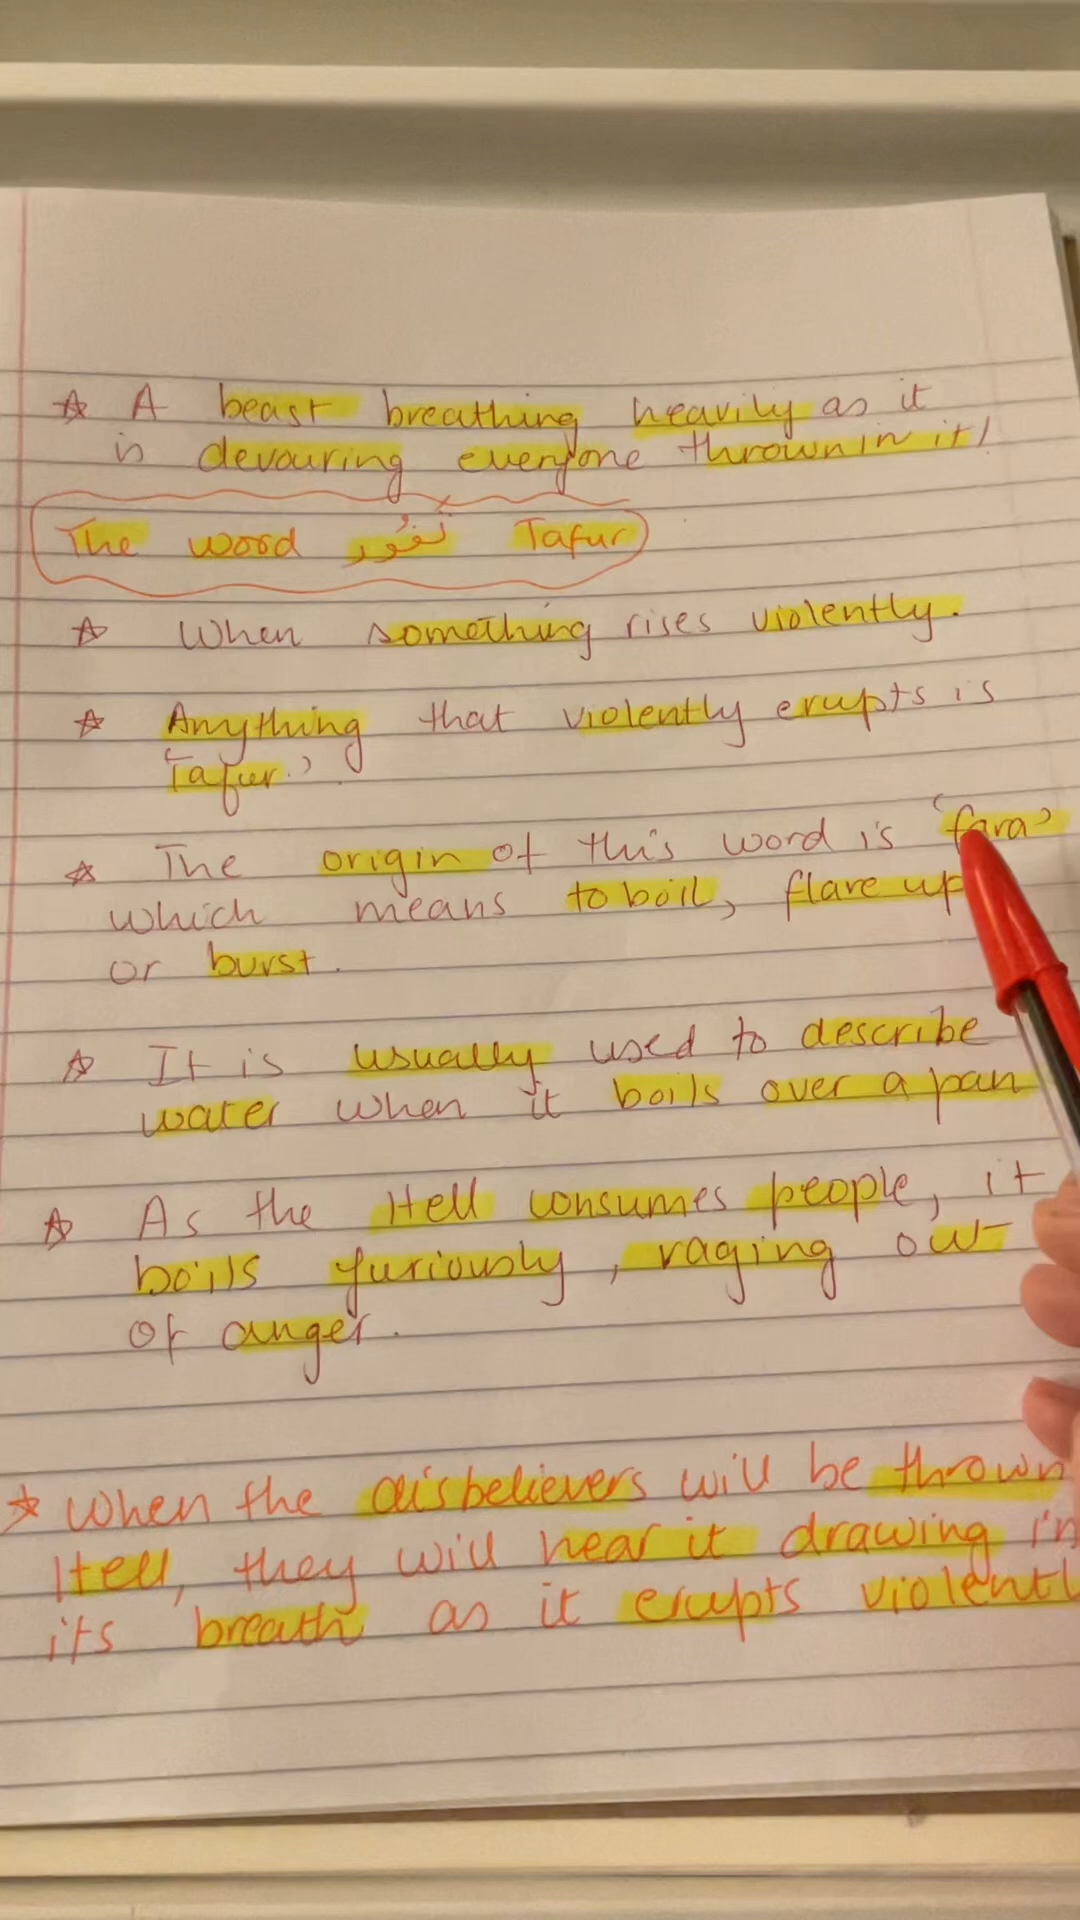 ☆ A beast breathing heavily as it
is devouring everyone thrown in it!
The word تَفُور Tafur
☆ When something rises violently.
☆ Anything that violently erupts is
'Tafur.'
☆ The origin of this word is 'fara'
which means to boil, flare up
or burst.
☆ It is usually used to describe
water when it boils over a pan
☆ As the Hell consumes people, it
boils furiously, raging out
of anger.
☆ When the disbelievers will be thrown
Hell, they will hear it drawing in
its breath as it erupts violentl